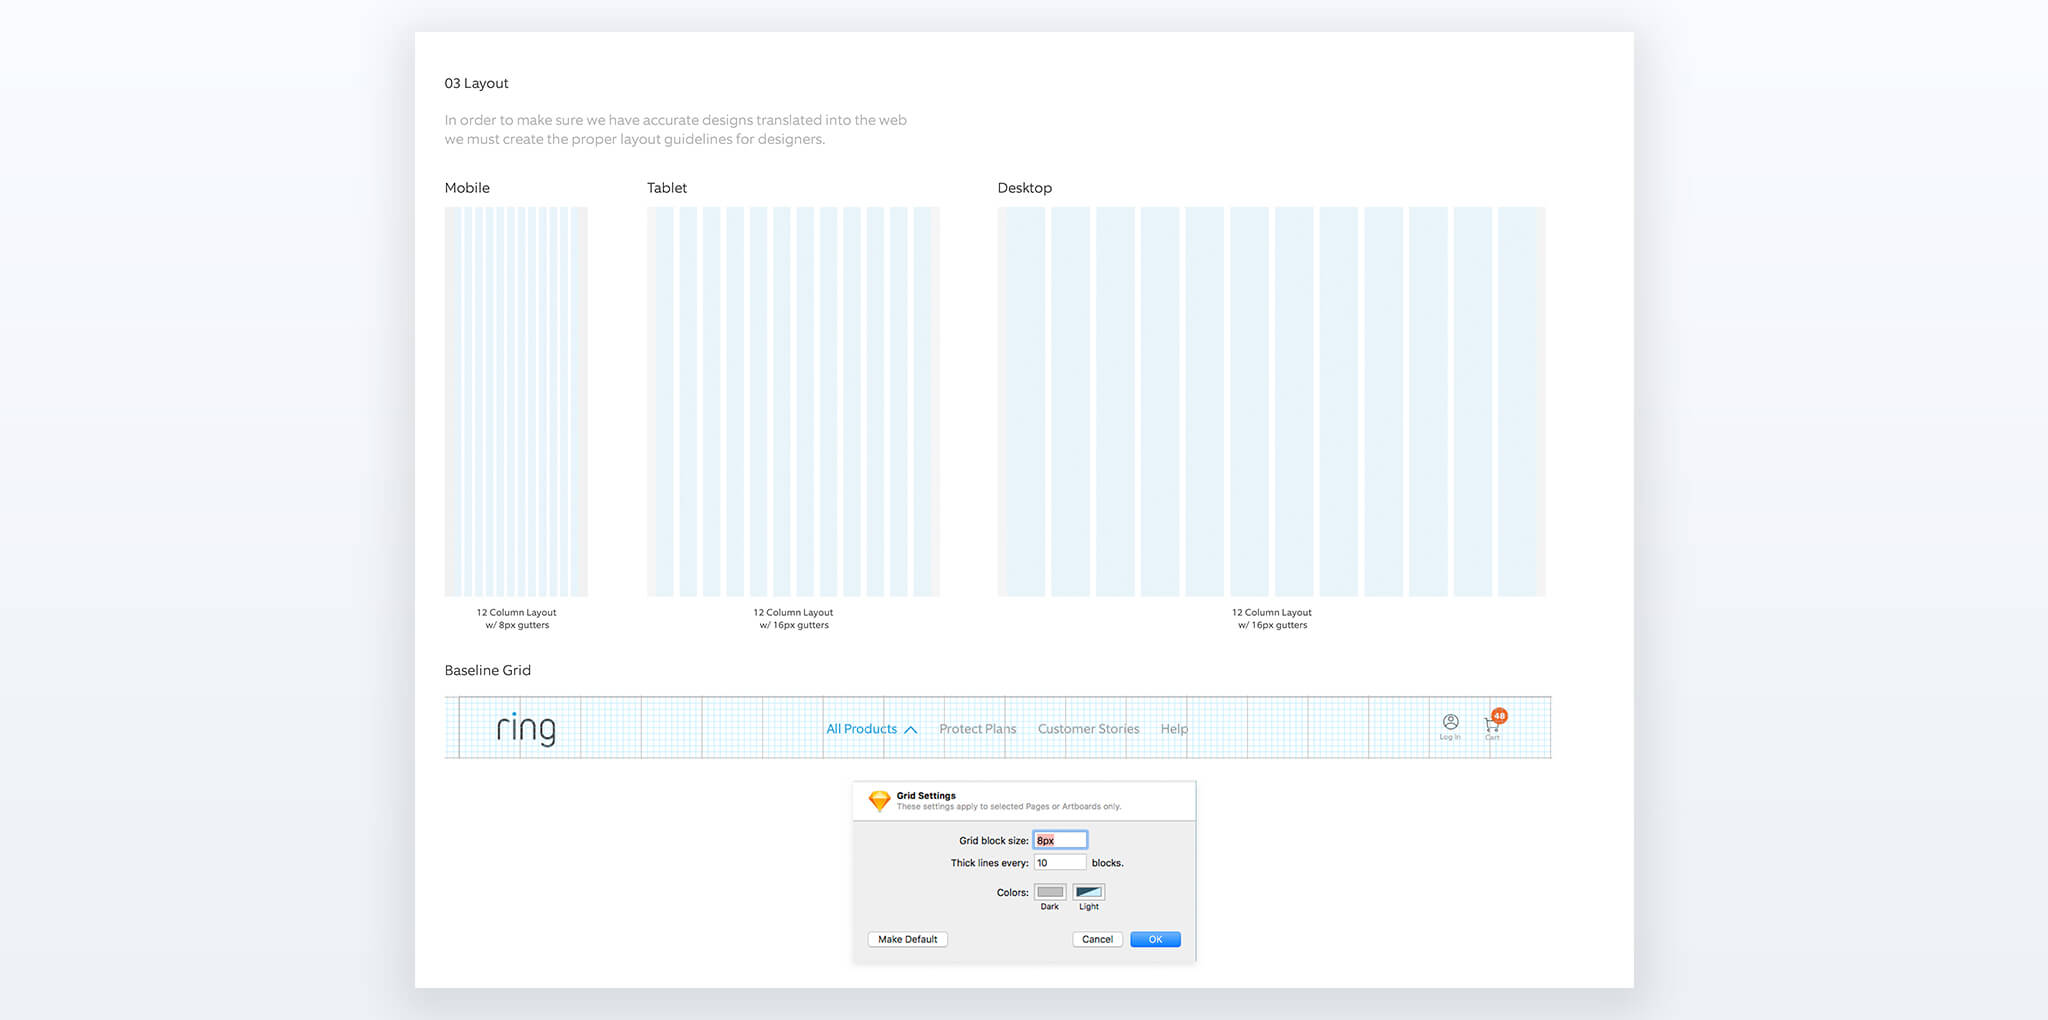 03 Layout
In order to make sure we have accurate designs translated into the web
we must create the proper layout guidelines for designers.
Mobile
Tablet
Desktop
12 Column Layout
w/ 8px gutters
12 Column Layout
w/ 16px gutters
12 Column Layout
w/ 16px gutters
Baseline Grid
ring
All Products
Protect Plans
Customer Stories
Help
Log In
48
Cart
Grid Settings
These settings apply to selected Pages or Artboards only.
Grid block size: 8px
Thick lines every: 10 blocks.
Colors:
Dark
Light
Make Default
Cancel
OK